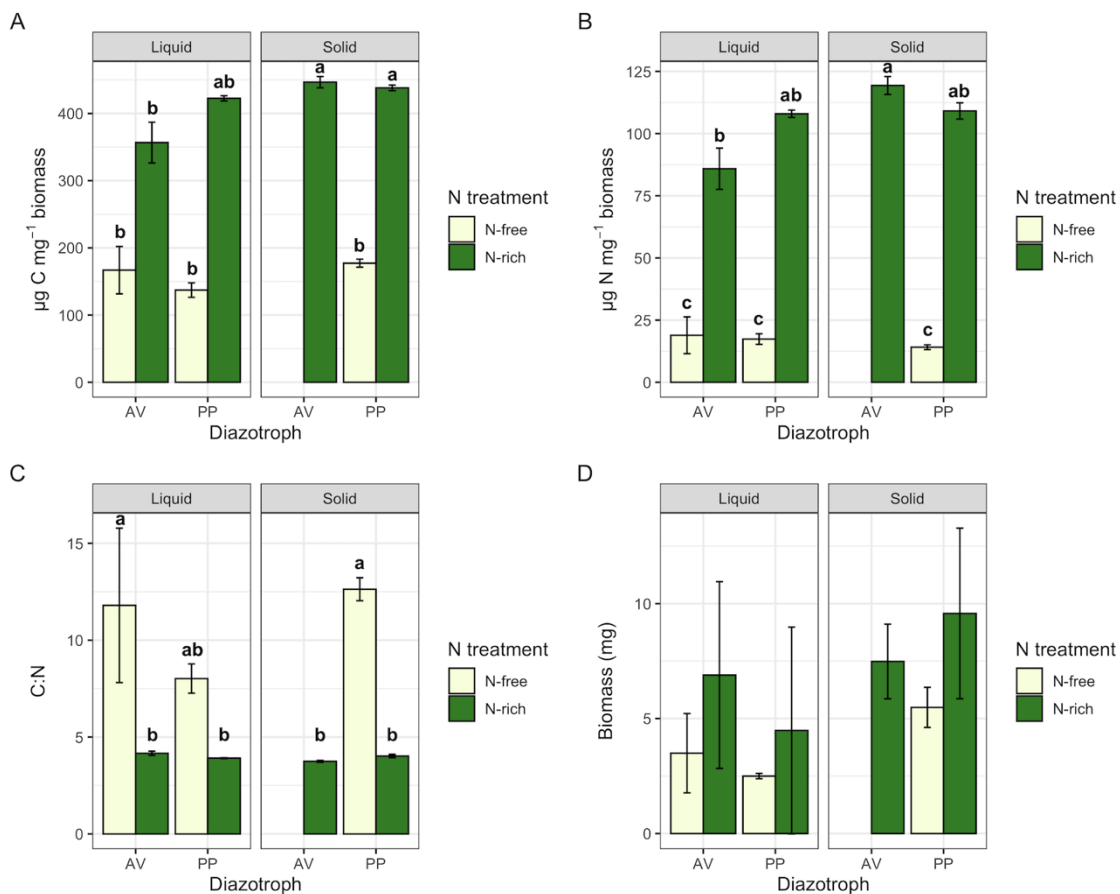 A
Liquid
Solid
µg C mg⁻¹ biomass
400
300
200
100
0
b
b
b
ab
a
b
a
AV
PP
AV
PP
Diazotroph
N treatment
N-free
N-rich
B
Liquid
Solid
µg N mg⁻¹ biomass
125
100
75
50
25
0
c
b
c
ab
a
c
ab
AV
PP
AV
PP
Diazotroph
N treatment
N-free
N-rich
C
Liquid
Solid
C:N
15
10
5
0
a
b
ab
b
b
a
b
AV
PP
AV
PP
Diazotroph
N treatment
N-free
N-rich
D
Liquid
Solid
Biomass (mg)
10
5
0
AV
PP
AV
PP
Diazotroph
N treatment
N-free
N-rich